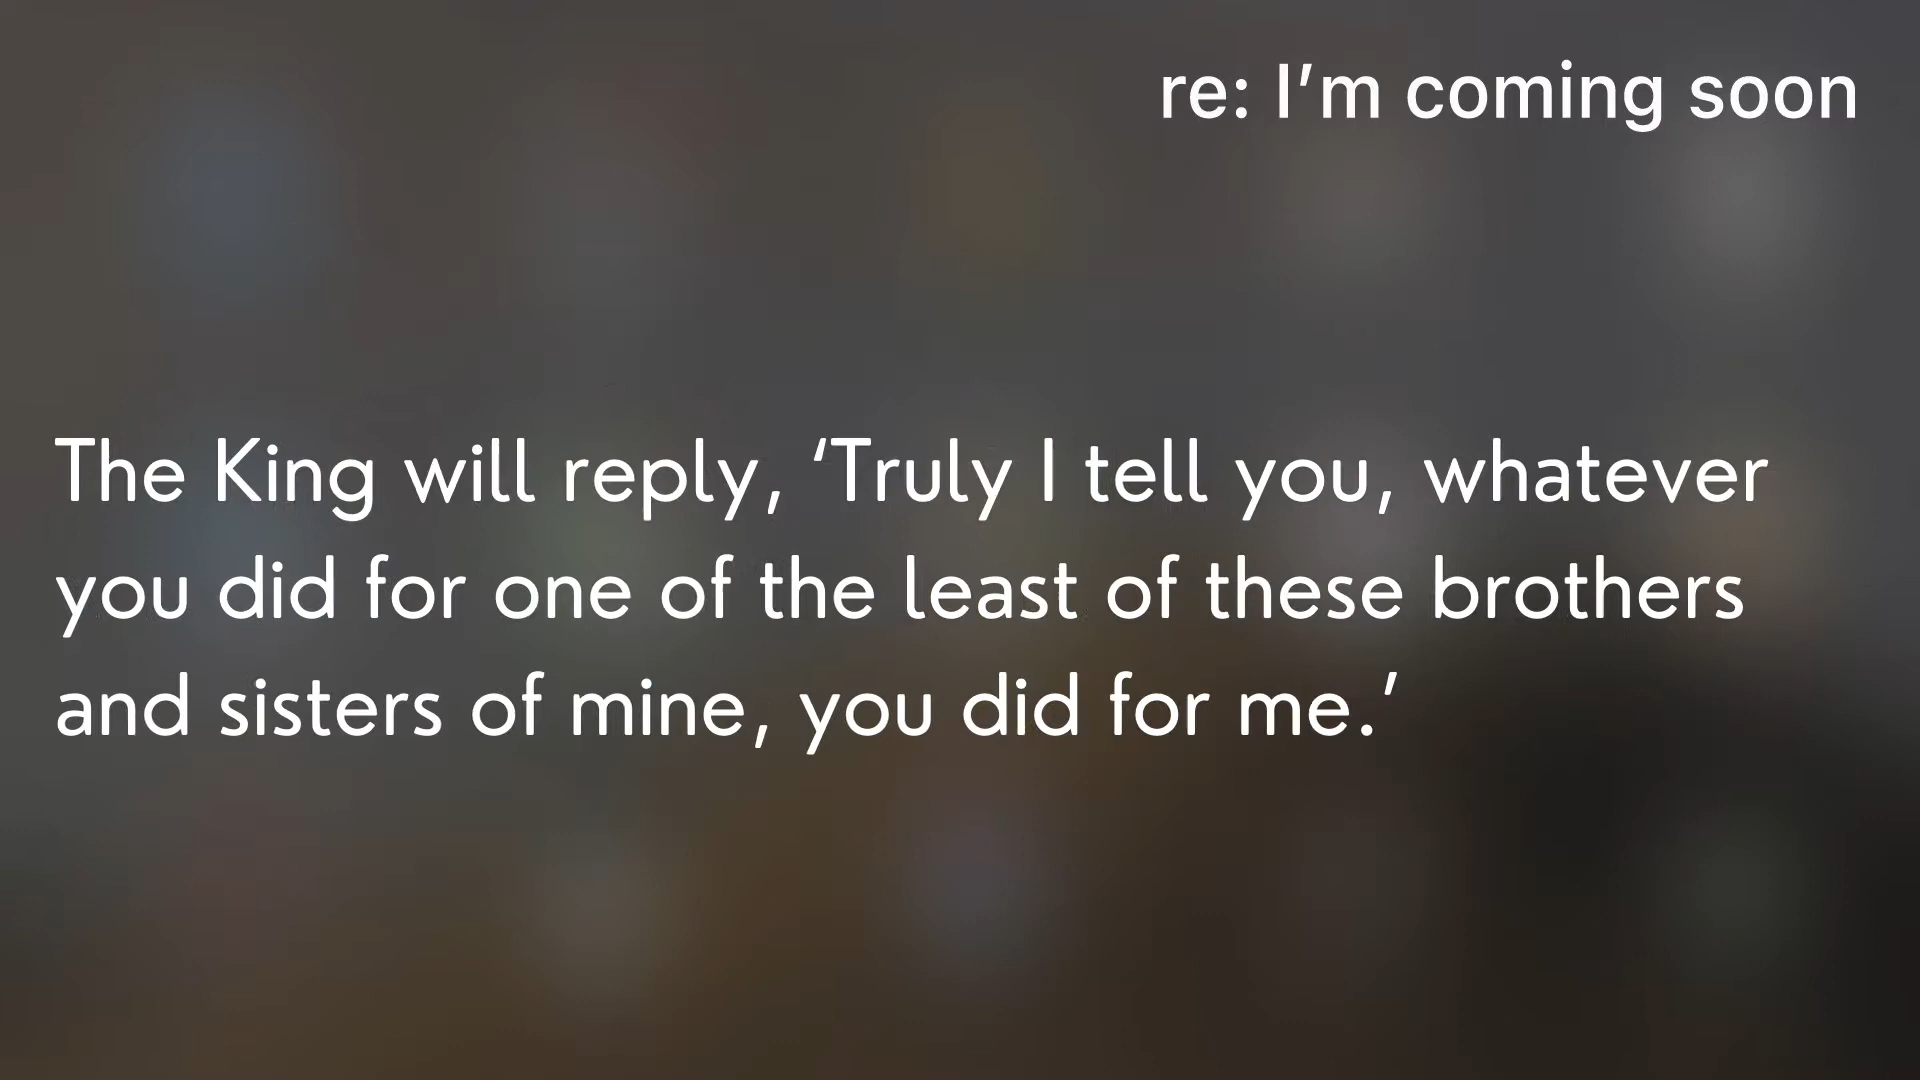 re: I’m coming soon
The King will reply, ‘Truly I tell you, whatever
you did for one of the least of these brothers
and sisters of mine, you did for me.’